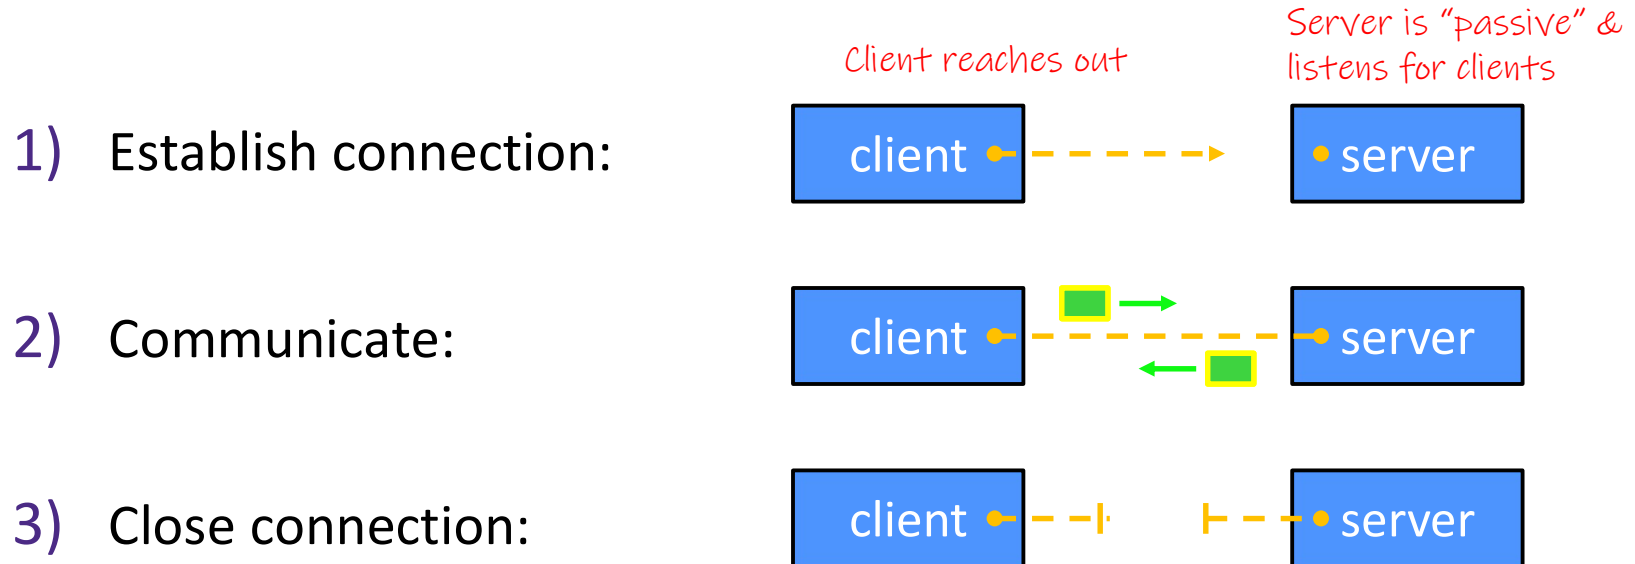 Client reaches out
Server is “passive” &
listens for clients
1) Establish connection:
client
server
2) Communicate:
client
server
3) Close connection:
client
server